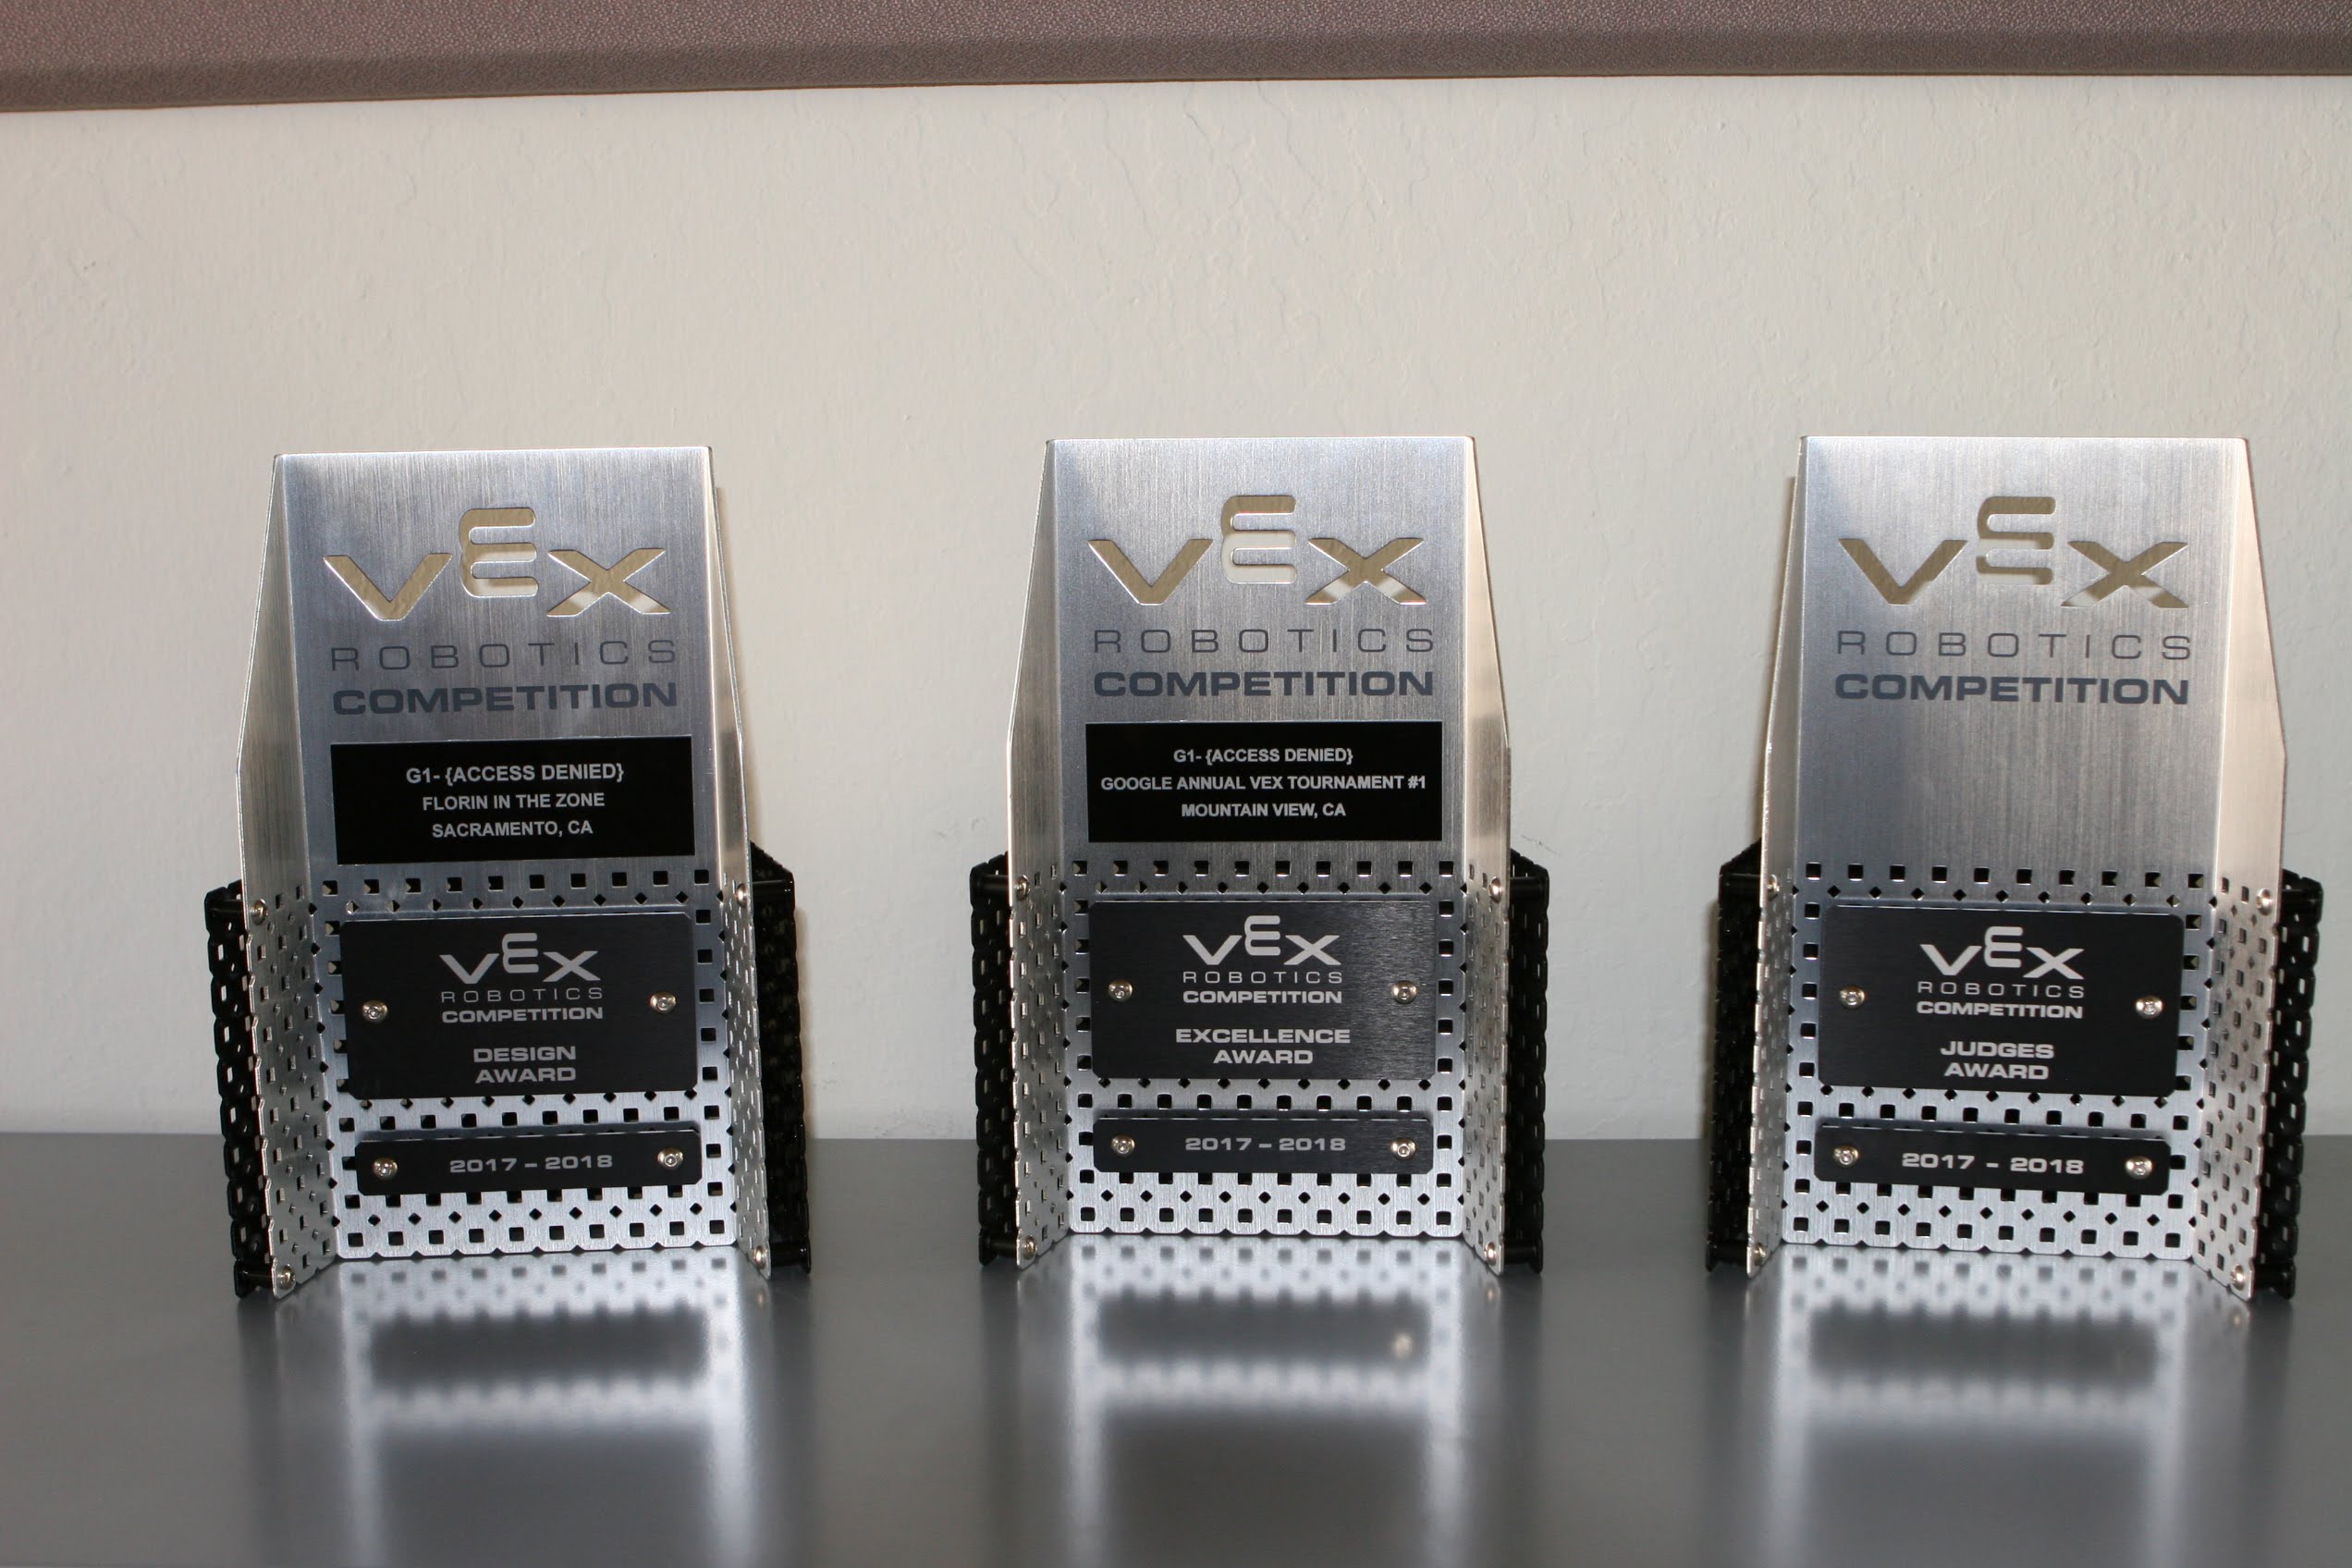 VEX
ROBOTICS
COMPETITION
G1- {ACCESS DENIED}
FLORIN IN THE ZONE
SACRAMENTO, CA
VEX
ROBOTICS
COMPETITION
DESIGN
AWARD
2017 – 2018
VEX
ROBOTICS
COMPETITION
G1- {ACCESS DENIED}
GOOGLE ANNUAL VEX TOURNAMENT #1
MOUNTAIN VIEW, CA
VEX
ROBOTICS
COMPETITION
EXCELLENCE
AWARD
2017 – 2018
VEX
ROBOTICS
COMPETITION
VEX
ROBOTICS
COMPETITION
JUDGES
AWARD
2017 – 2018